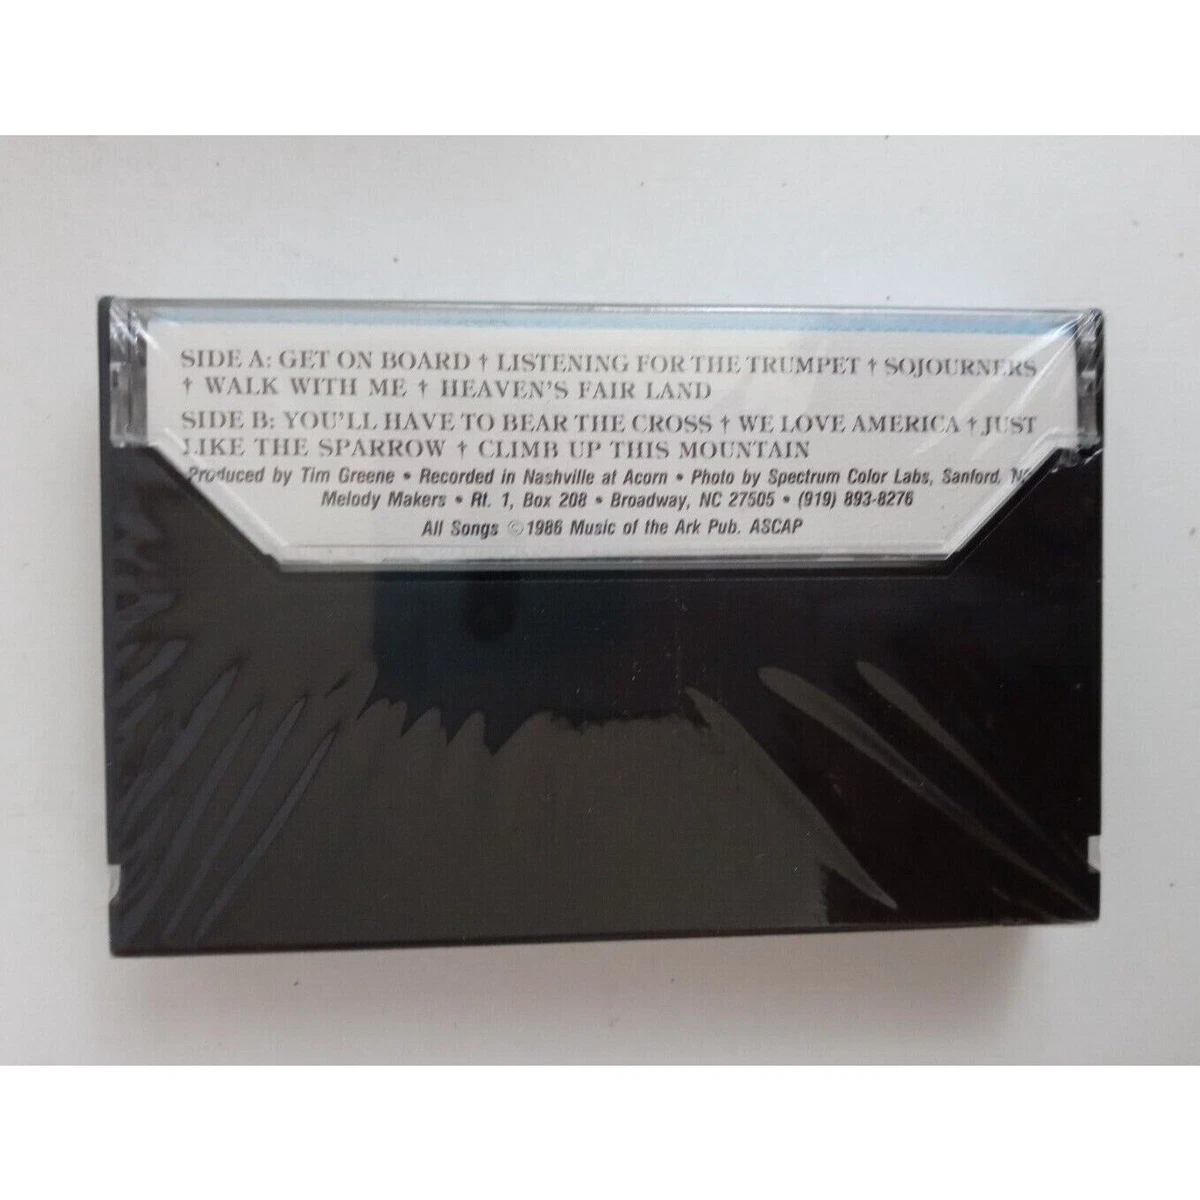 SIDE A: GET ON BOARD † LISTENING FOR THE TRUMPET † SOJOURNERS
† WALK WITH ME † HEAVEN'S FAIR LAND
SIDE B: YOU'LL HAVE TO BEAR THE CROSS † WE LOVE AMERICA † JUST
LIKE THE SPARROW † CLIMB UP THIS MOUNTAIN
Produced by Tim Greene • Recorded in Nashville at Acorn • Photo by Spectrum Color Labs, Sanford, NC
Melody Makers • Rt. 1, Box 208 • Broadway, NC 27505 • (919) 893-8276
All Songs ©1986 Music of the Ark Pub. ASCAP